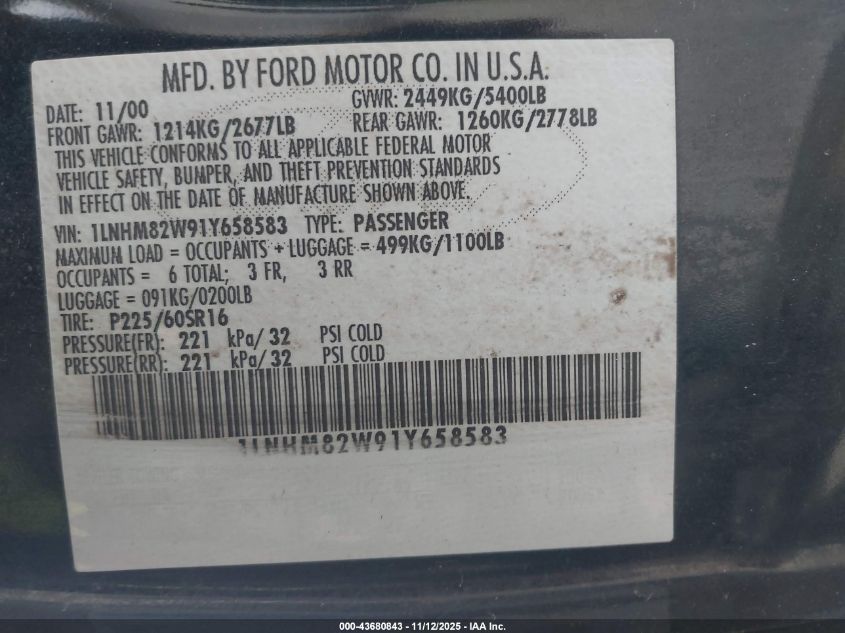 MFD. BY FORD MOTOR CO. IN U.S.A.
DATE: 11/00 GVWR: 2449KG/5400LB
FRONT GAWR: 1214KG/2677LB REAR GAWR: 1260KG/2778LB
THIS VEHICLE CONFORMS TO ALL APPLICABLE FEDERAL MOTOR
VEHICLE SAFETY, BUMPER, AND THEFT PREVENTION STANDARDS
IN EFFECT ON THE DATE OF MANUFACTURE SHOWN ABOVE.
VIN: 1LNHM82W91Y658583 TYPE: PASSENGER
MAXIMUM LOAD = OCCUPANTS + LUGGAGE = 499KG/1100LB
OCCUPANTS = 6 TOTAL; 3 FR, 3 RR
LUGGAGE = 091KG/0200LB
TIRE: P225/60SR16
PRESSURE(FR): 221 kPa/ 32 PSI COLD
PRESSURE(RR): 221 kPa/ 32 PSI COLD
1LNHM82W91Y658583
000-43680843 - 11/12/2025 - IAA Inc.